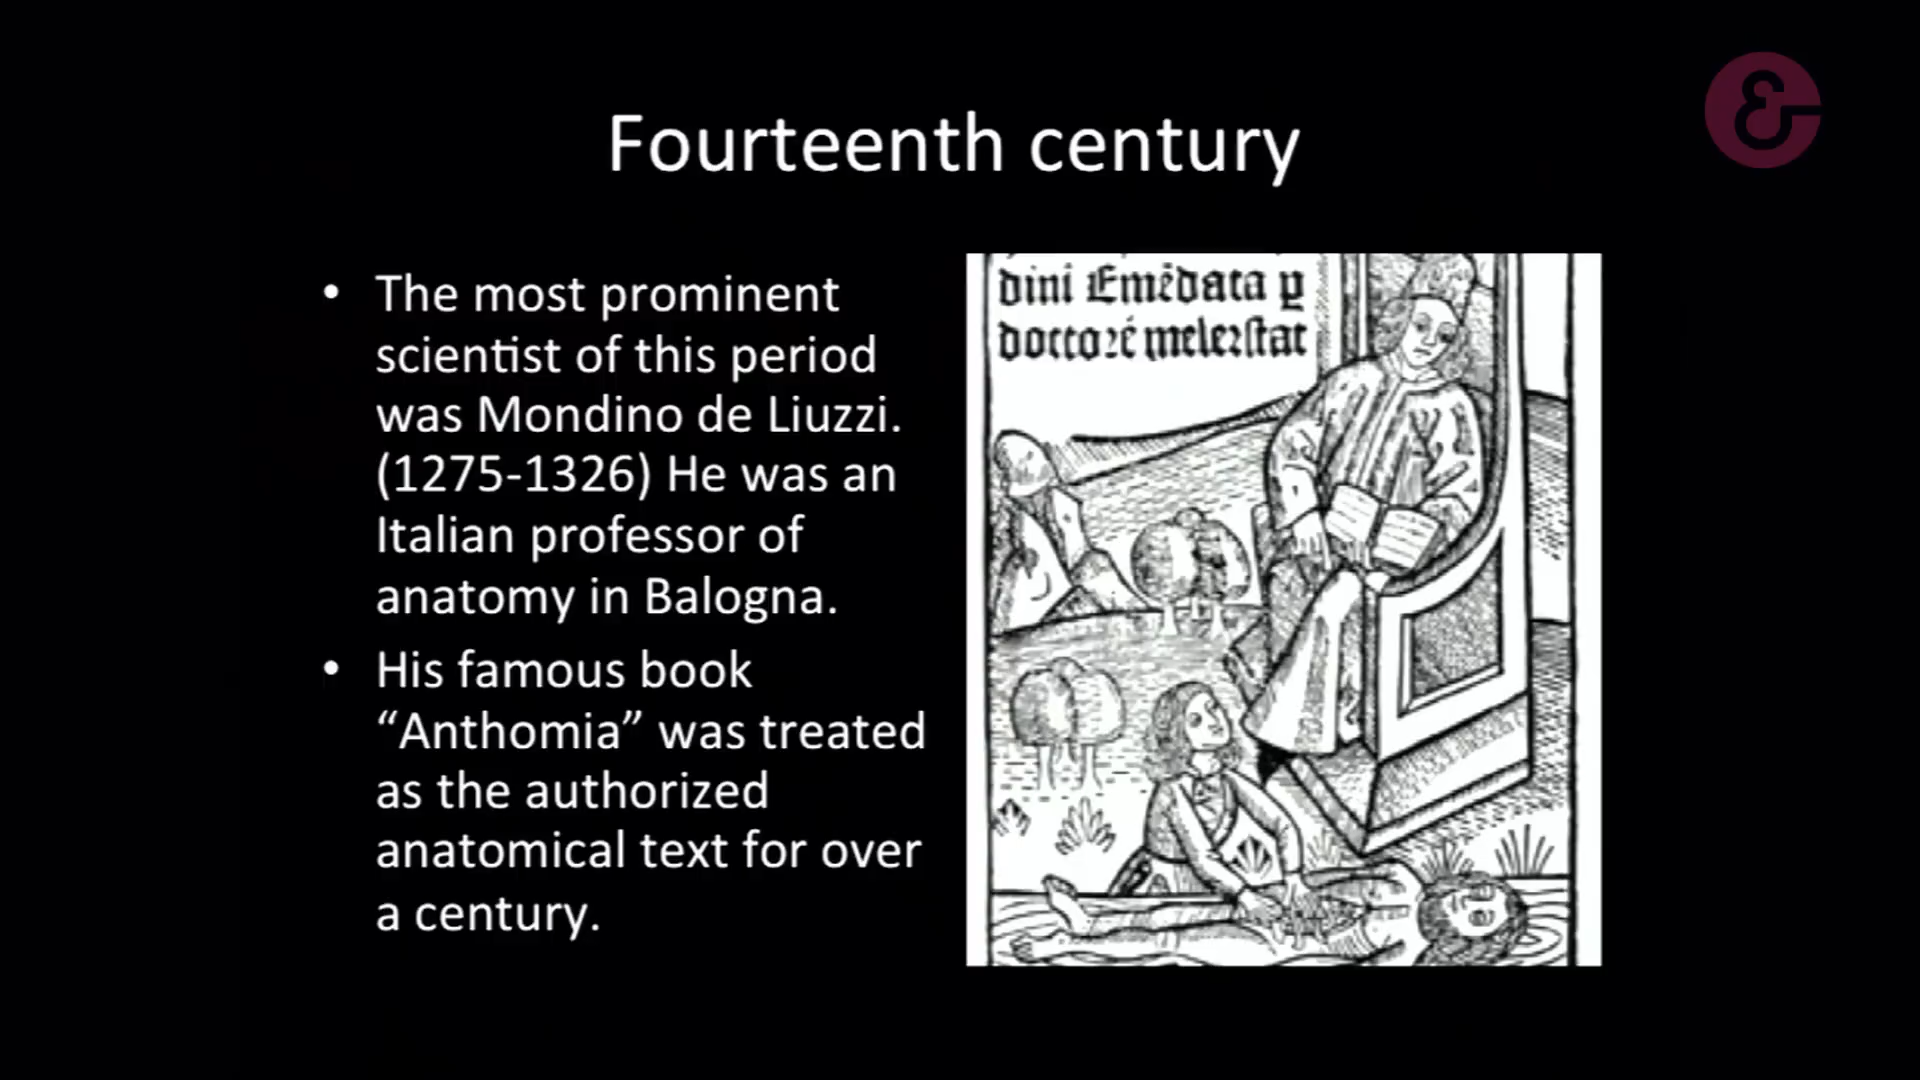 Fourteenth century
• The most prominent
scientist of this period
was Mondino de Liuzzi.
(1275-1326) He was an
Italian professor of
anatomy in Balogna.
• His famous book
“Anthomia” was treated
as the authorized
anatomical text for over
a century.
&
dini Emēdata p
doctorē melerstat